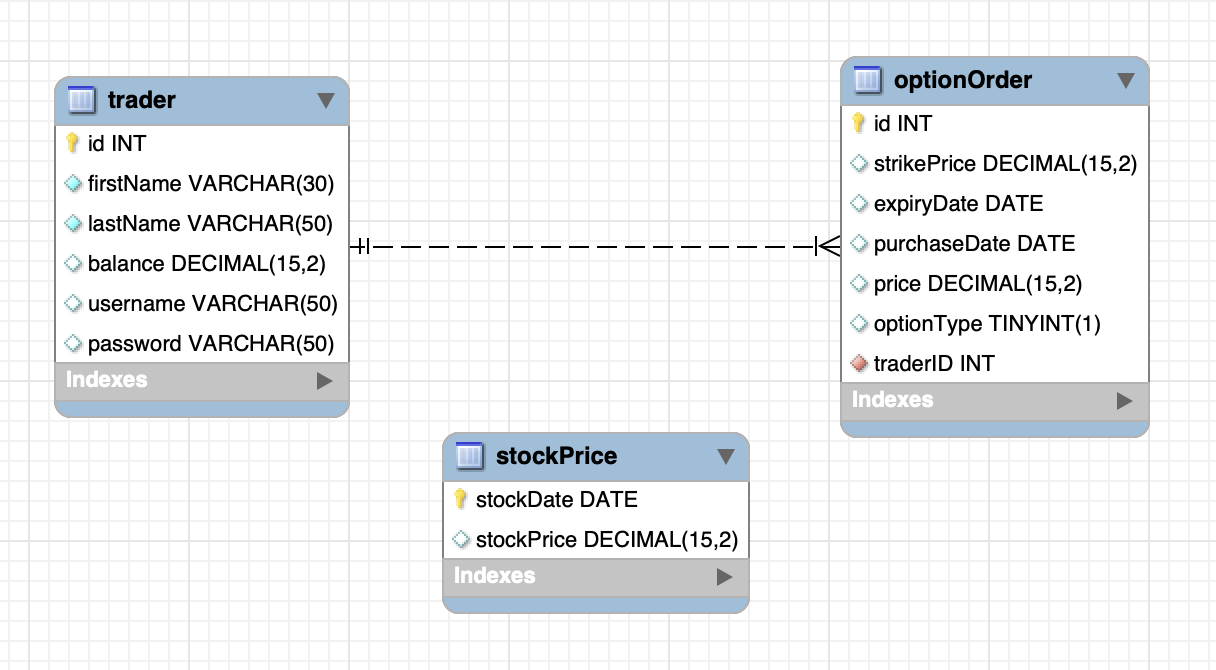 trader
id INT
firstName VARCHAR(30)
lastName VARCHAR(50)
balance DECIMAL(15,2)
username VARCHAR(50)
password VARCHAR(50)
Indexes
optionOrder
id INT
strikePrice DECIMAL(15,2)
expiryDate DATE
purchaseDate DATE
price DECIMAL(15,2)
optionType TINYINT(1)
traderID INT
Indexes
stockPrice
stockDate DATE
stockPrice DECIMAL(15,2)
Indexes